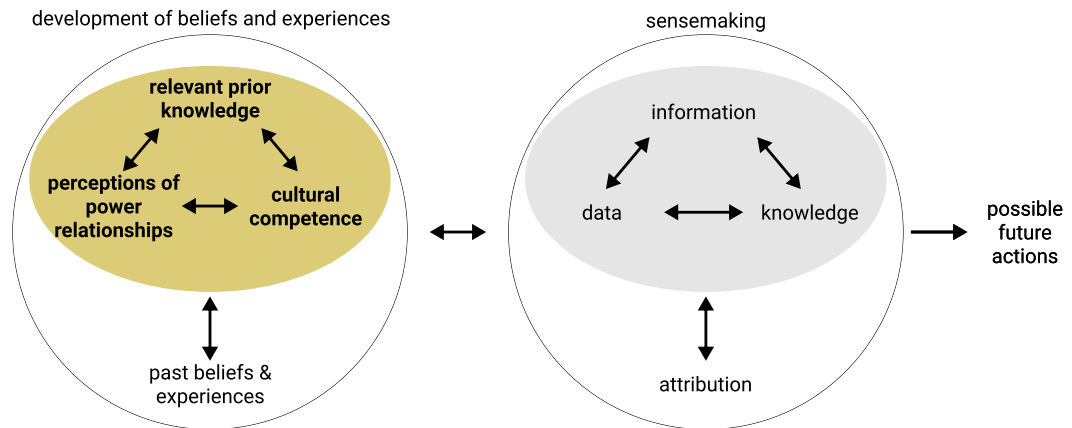 development of beliefs and experiences
relevant prior
knowledge
perceptions of
power
relationships
cultural
competence
past beliefs &
experiences
sensemaking
information
data
knowledge
attribution
possible
future
actions